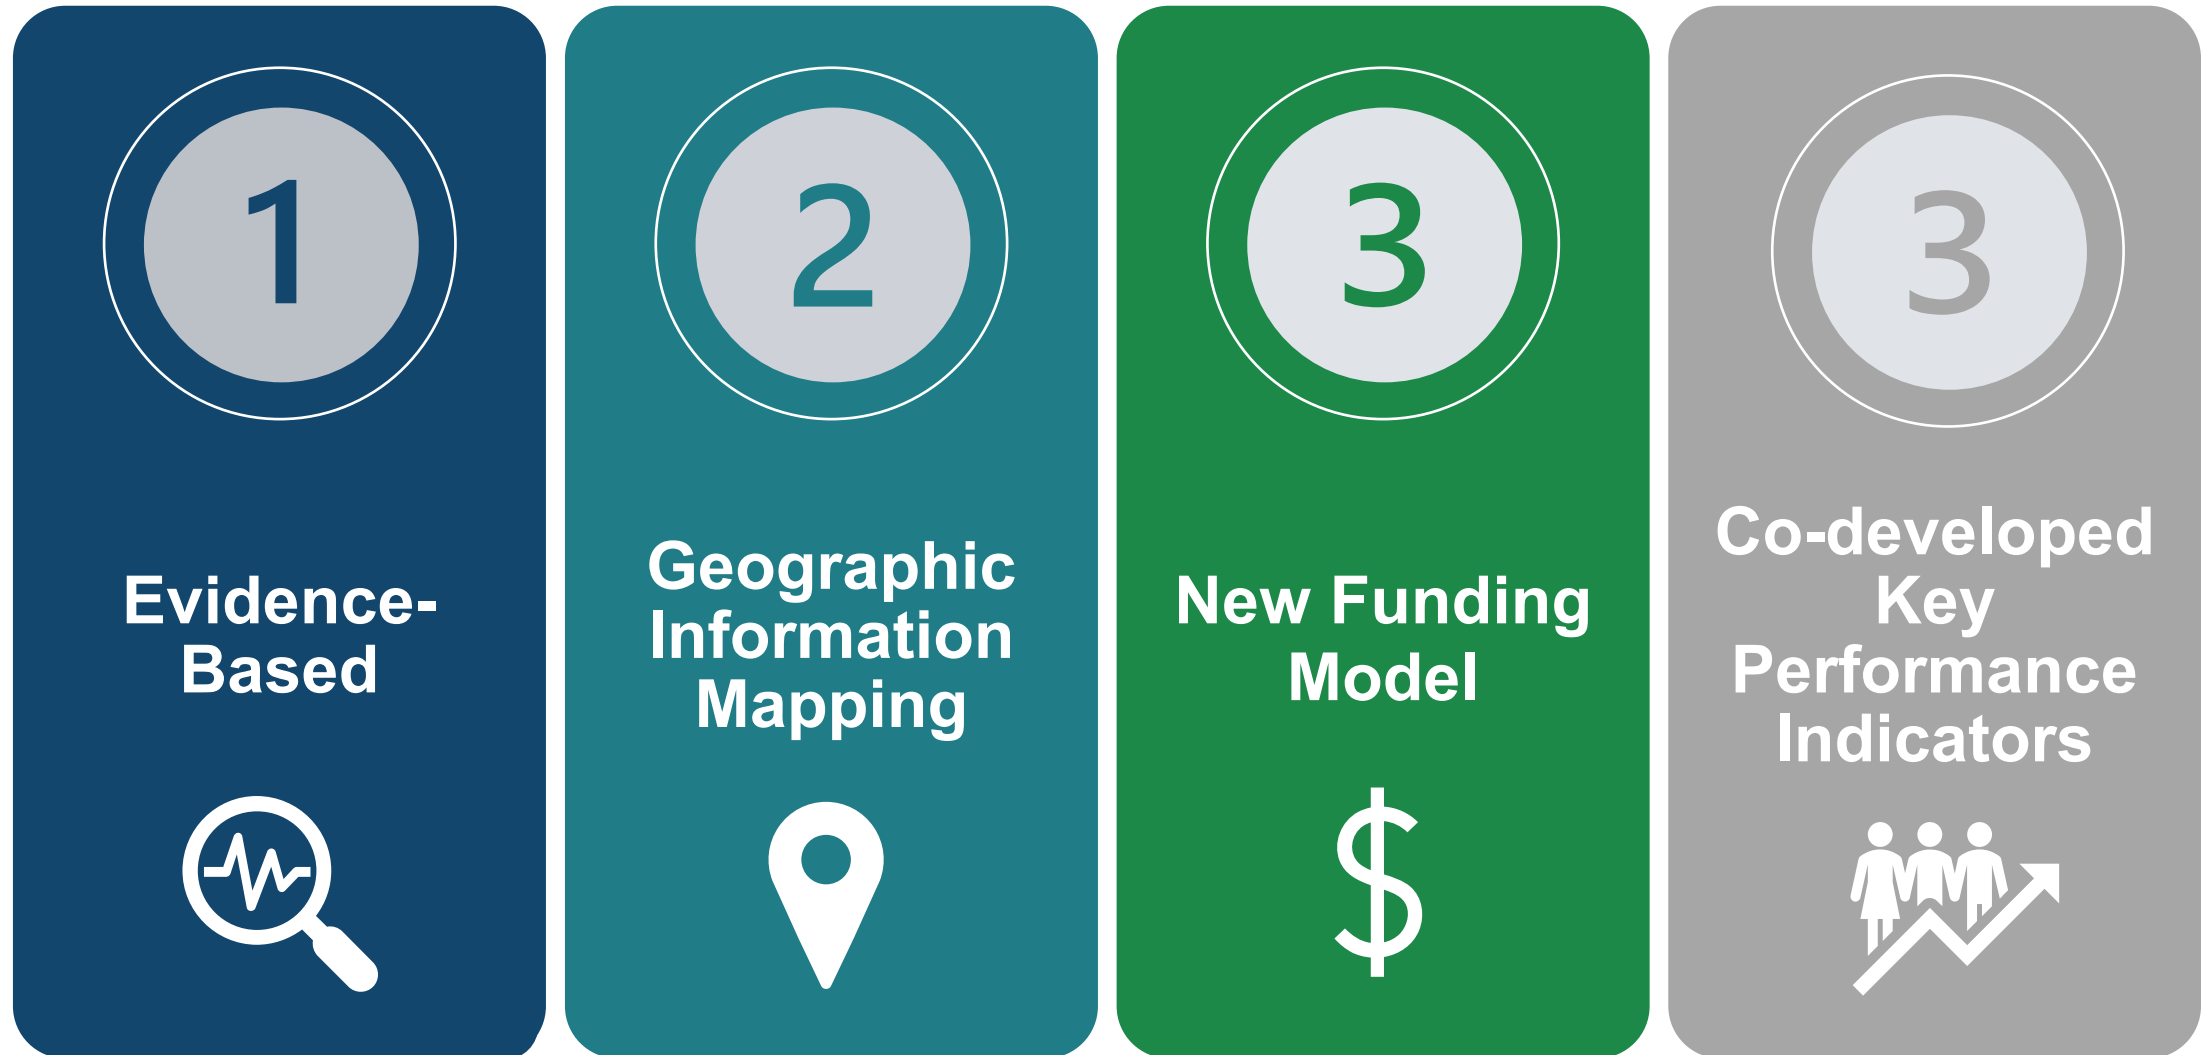 1
Evidence-
Based
2
Geographic
Information
Mapping
3
New Funding
Model
3
Co-developed
Key
Performance
Indicators